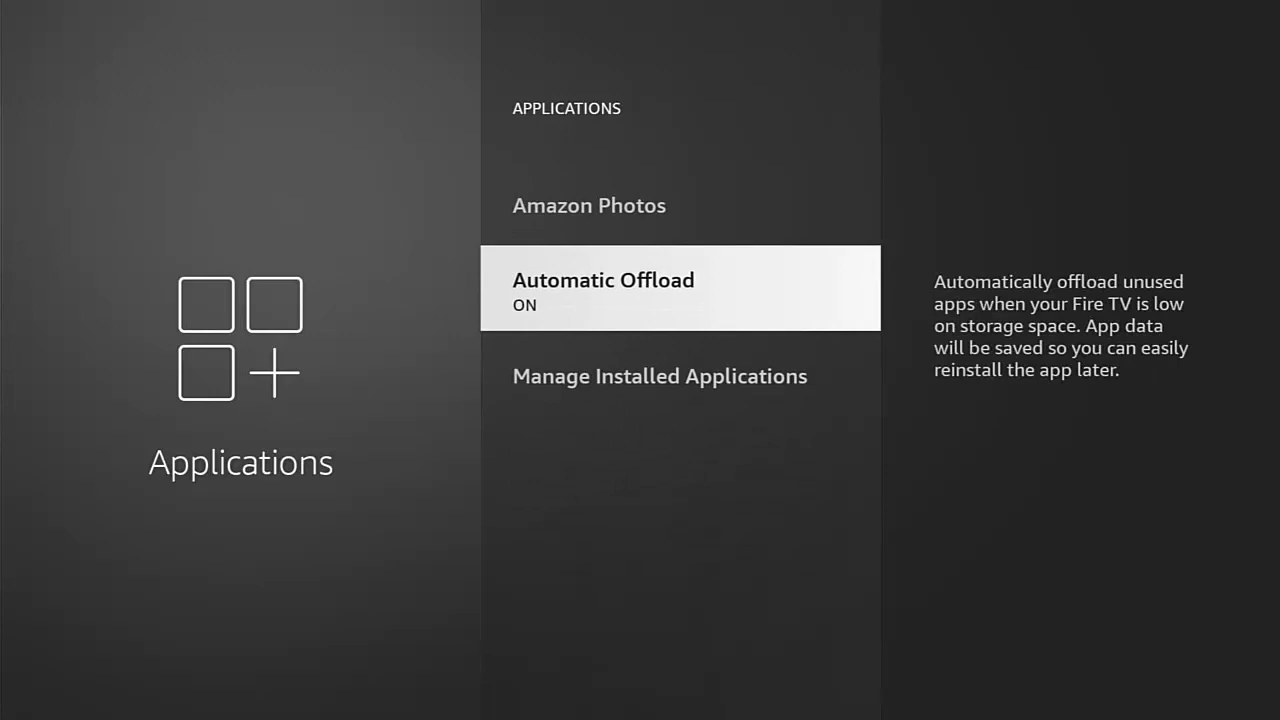 Applications
APPLICATIONS
Amazon Photos
Automatic Offload
ON
Manage Installed Applications
Automatically offload unused
apps when your Fire TV is low
on storage space. App data
will be saved so you can easily
reinstall the app later.